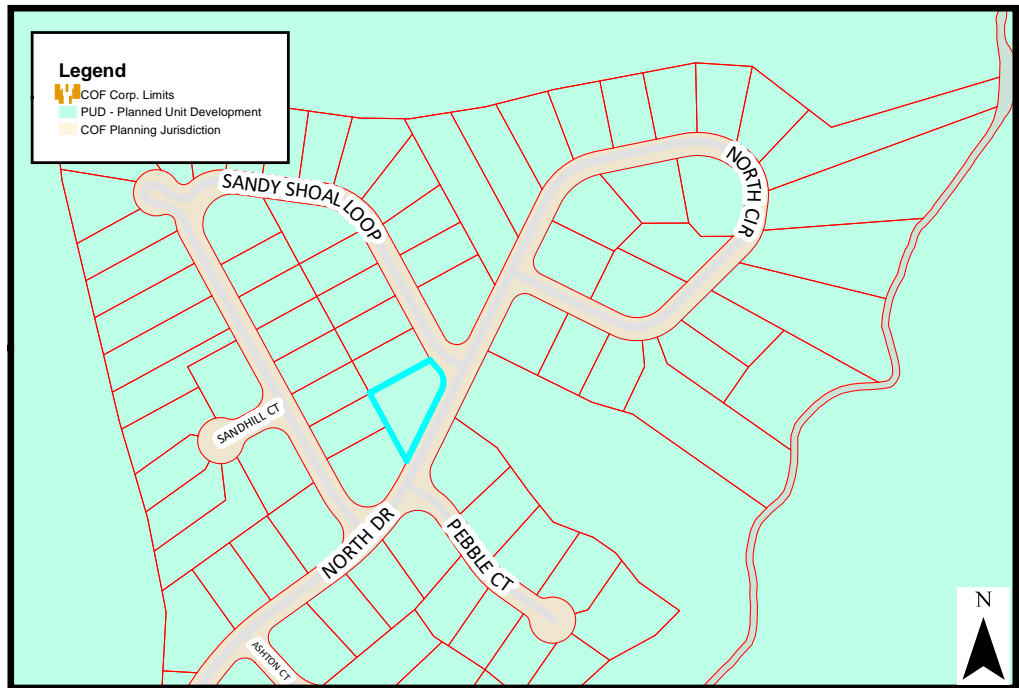 Legend
COF Corp. Limits
PUD - Planned Unit Development
COF Planning Jurisdiction
SANDY SHOAL LOOP
NORTH CIR
SANDHILL CT
NORTH DR
PEBBLE CT
ASHTON CT
N